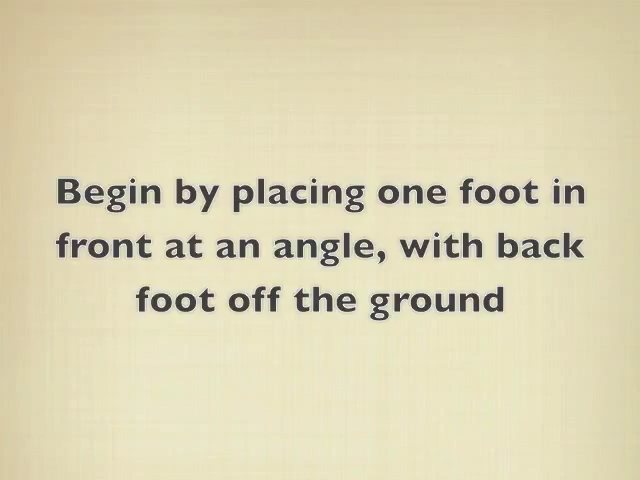 Begin by placing one foot in
front at an angle, with back
foot off the ground